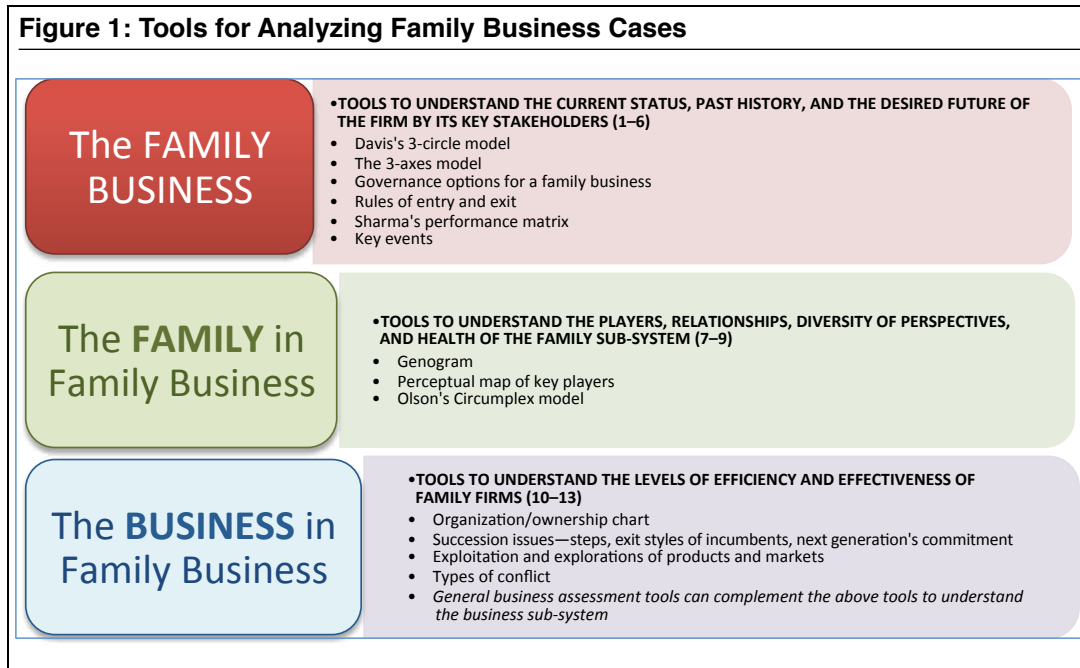 Figure 1: Tools for Analyzing Family Business Cases
The FAMILY
BUSINESS
•TOOLS TO UNDERSTAND THE CURRENT STATUS, PAST HISTORY, AND THE DESIRED FUTURE OF
THE FIRM BY ITS KEY STAKEHOLDERS (1–6)
• Davis's 3-circle model
• The 3-axes model
• Governance options for a family business
• Rules of entry and exit
• Sharma's performance matrix
• Key events
The FAMILY in
Family Business
•TOOLS TO UNDERSTAND THE PLAYERS, RELATIONSHIPS, DIVERSITY OF PERSPECTIVES,
AND HEALTH OF THE FAMILY SUB-SYSTEM (7–9)
• Genogram
• Perceptual map of key players
• Olson's Circumplex model
The BUSINESS in
Family Business
•TOOLS TO UNDERSTAND THE LEVELS OF EFFICIENCY AND EFFECTIVENESS OF
FAMILY FIRMS (10–13)
• Organization/ownership chart
• Succession issues—steps, exit styles of incumbents, next generation's commitment
• Exploitation and explorations of products and markets
• Types of conflict
• General business assessment tools can complement the above tools to understand
the business sub-system